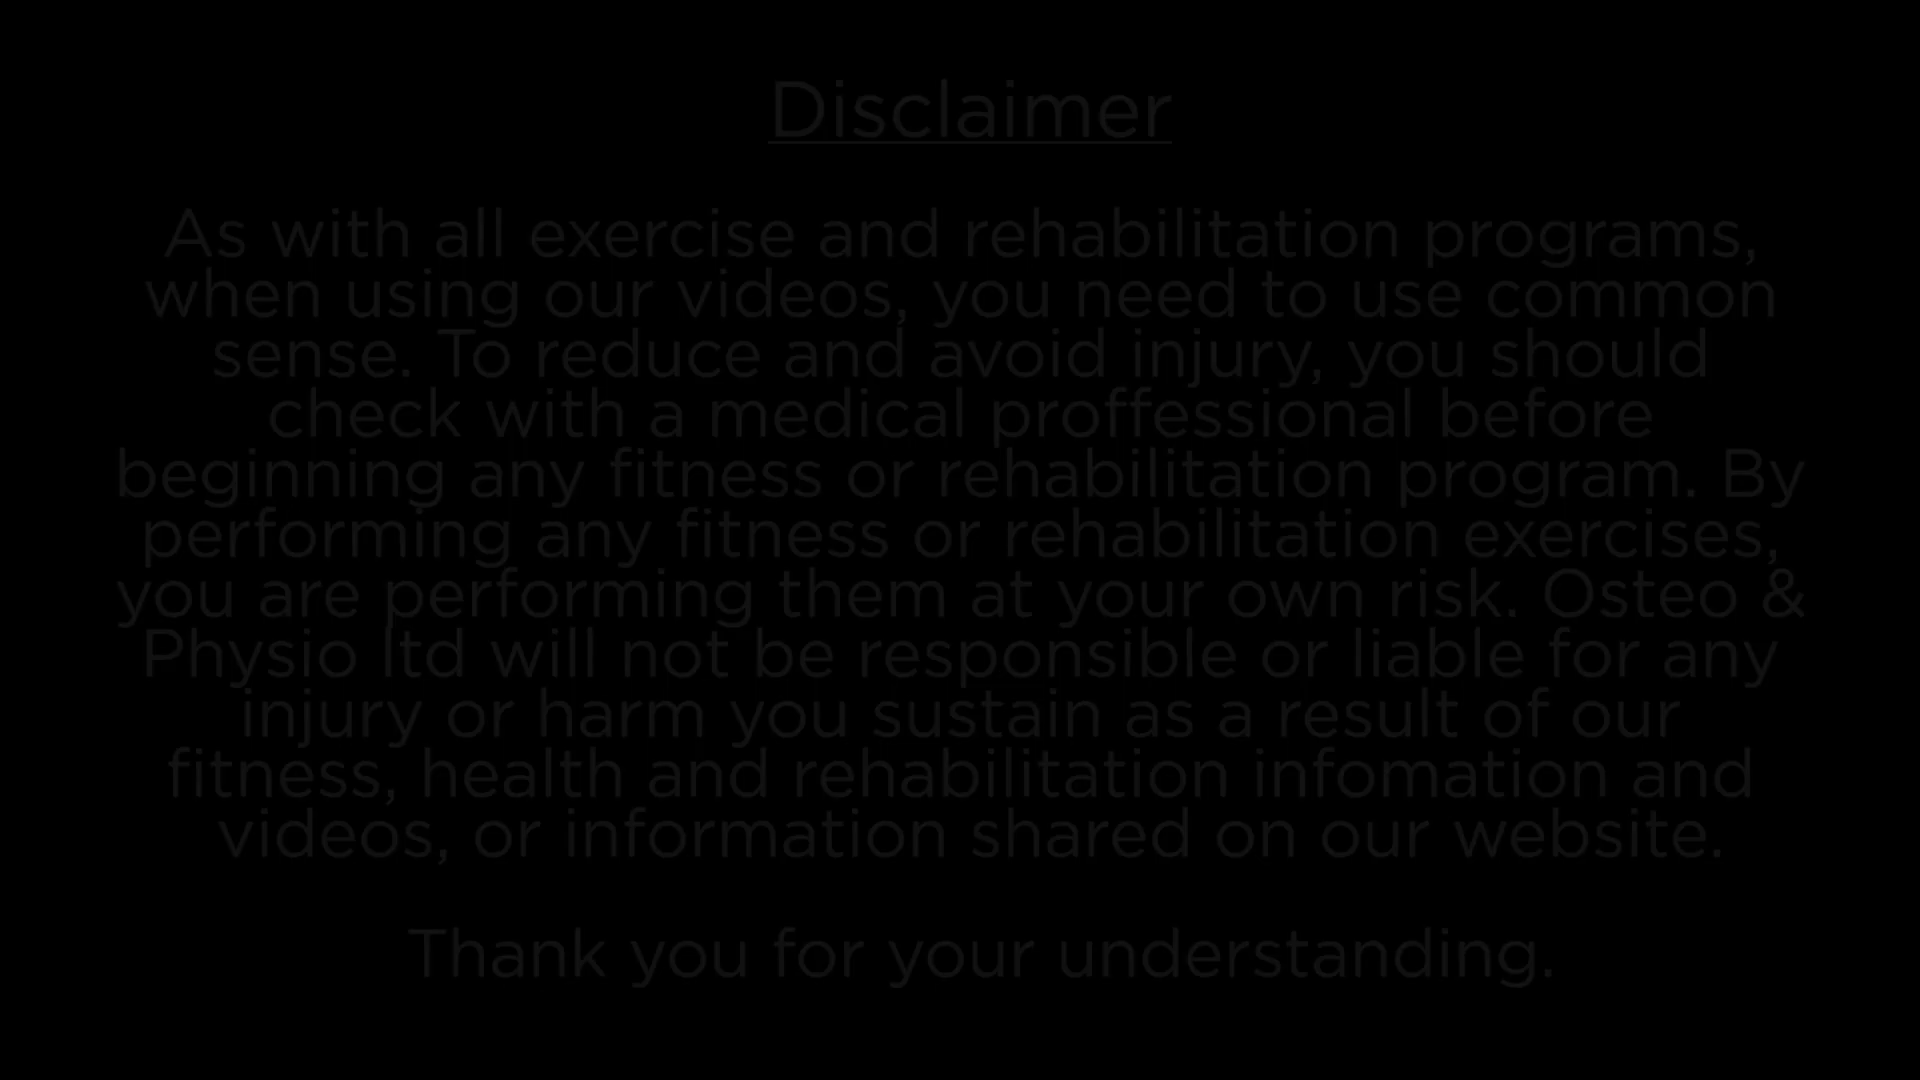 Disclaimer
As with all exercise and rehabilitation programs,
when using our videos, you need to use common
sense. To reduce and avoid injury, you should
check with a medical proffessional before
beginning any fitness or rehabilitation program. By
performing any fitness or rehabilitation exercises,
you are performing them at your own risk. Osteo &
Physio ltd will not be responsible or liable for any
injury or harm you sustain as a result of our
fitness, health and rehabilitation infomation and
videos, or information shared on our website.
Thank you for your understanding.